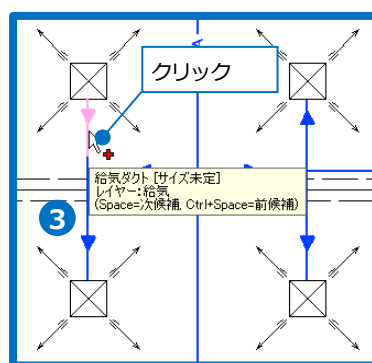 A
クリック
給気ダクト [サイズ未定]
レイヤー：給気
(Space=次候補, Ctrl+Space=前候補)
3